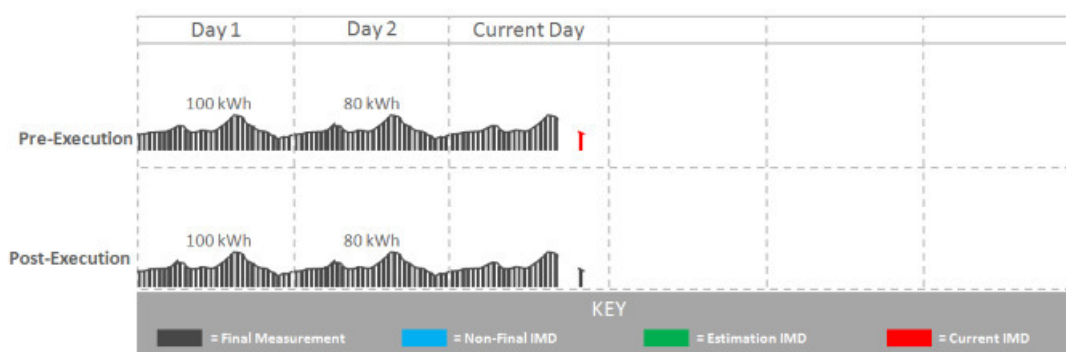 Day 1 Day 2 Current Day
100 kWh 80 kWh
Pre-Execution
100 kWh 80 kWh
Post-Execution
KEY
= Final Measurement = Non-Final IMD = Estimation IMD = Current IMD